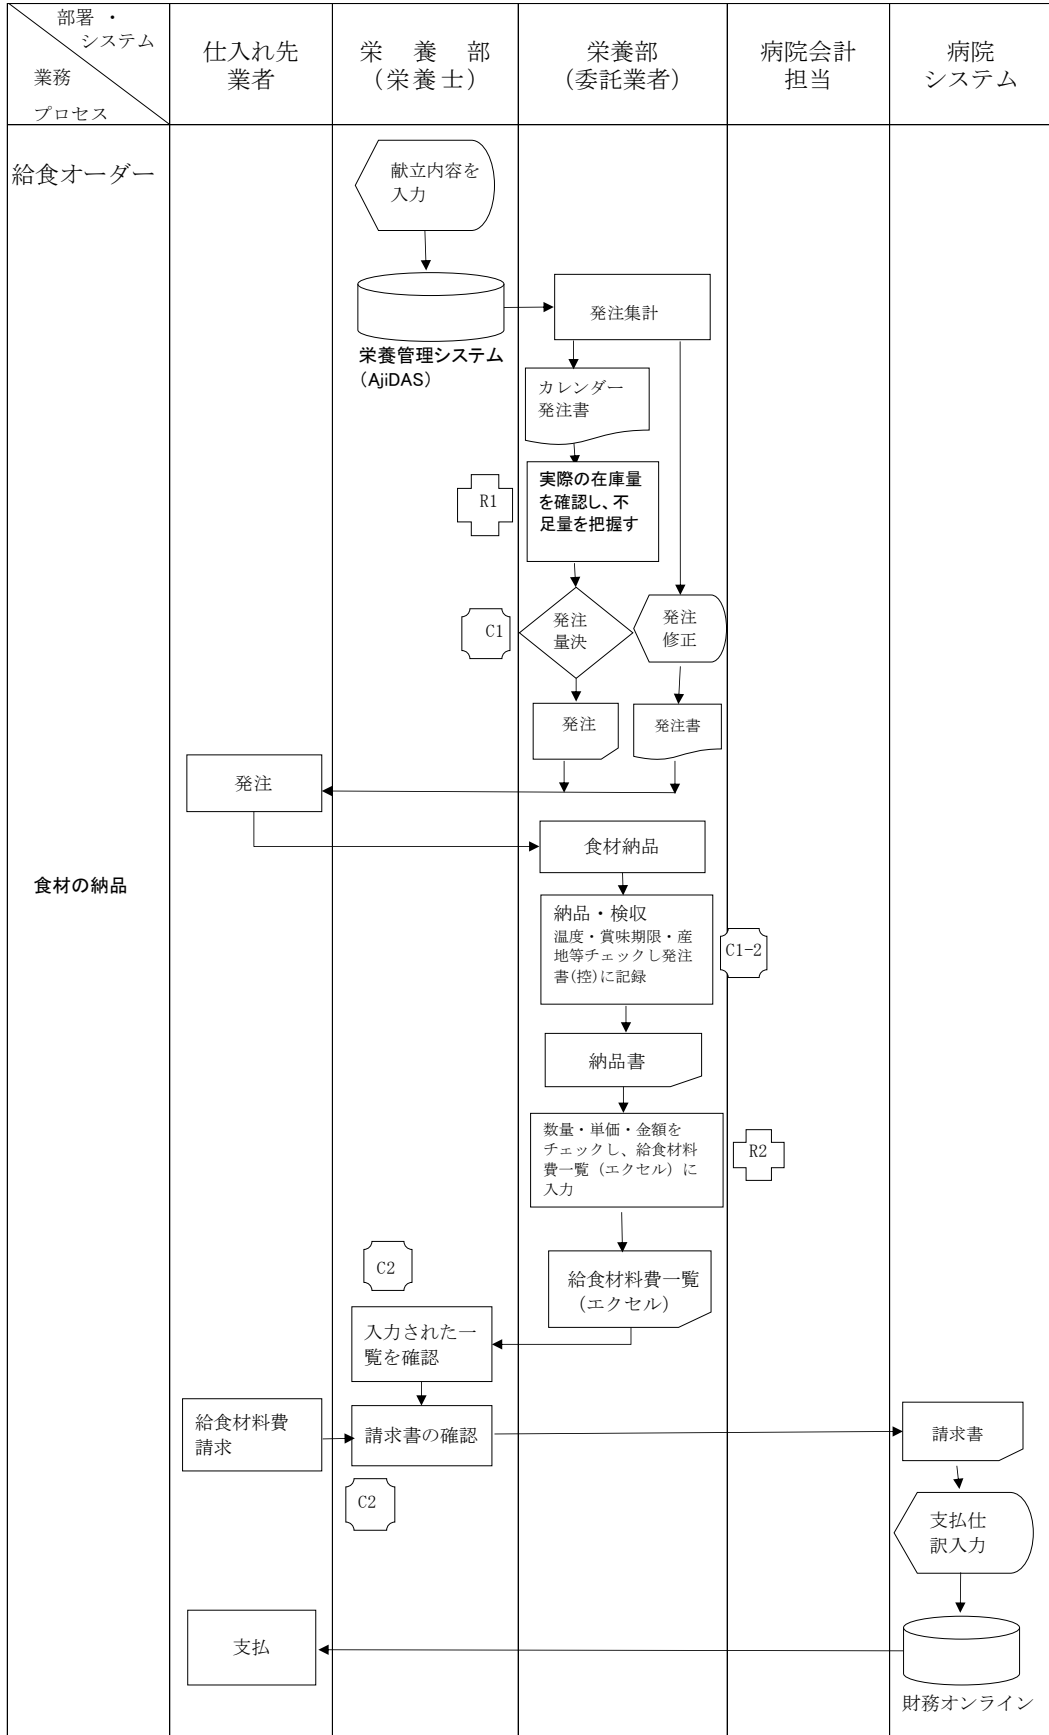 部署 ・
システム
業務
プロセス
仕入れ先
業者
栄 養 部
（栄養士）
栄養部
（委託業者）
病院会計
担当
病院
システム
給食オーダー
献立内容を
入力
栄養管理システム
（AjiDAS）
発注集計
カレンダー
発注書
R1
実際の在庫量
を確認し、不
足量を把握す
C1
発注
量決
発注
修正
発注
発注書
発注
食材納品
食材の納品
納品・検収
温度・賞味期限・産
地等チェックし発注
書(控)に記録
C1-2
納品書
数量・単価・金額を
チェックし、給食材料
費一覧（エクセル）に
入力
R2
C2
給食材料費一覧
（エクセル）
入力された一
覧を確認
給食材料費
請求
請求書の確認
請求書
C2
支払仕
訳入力
支払
財務オンライン